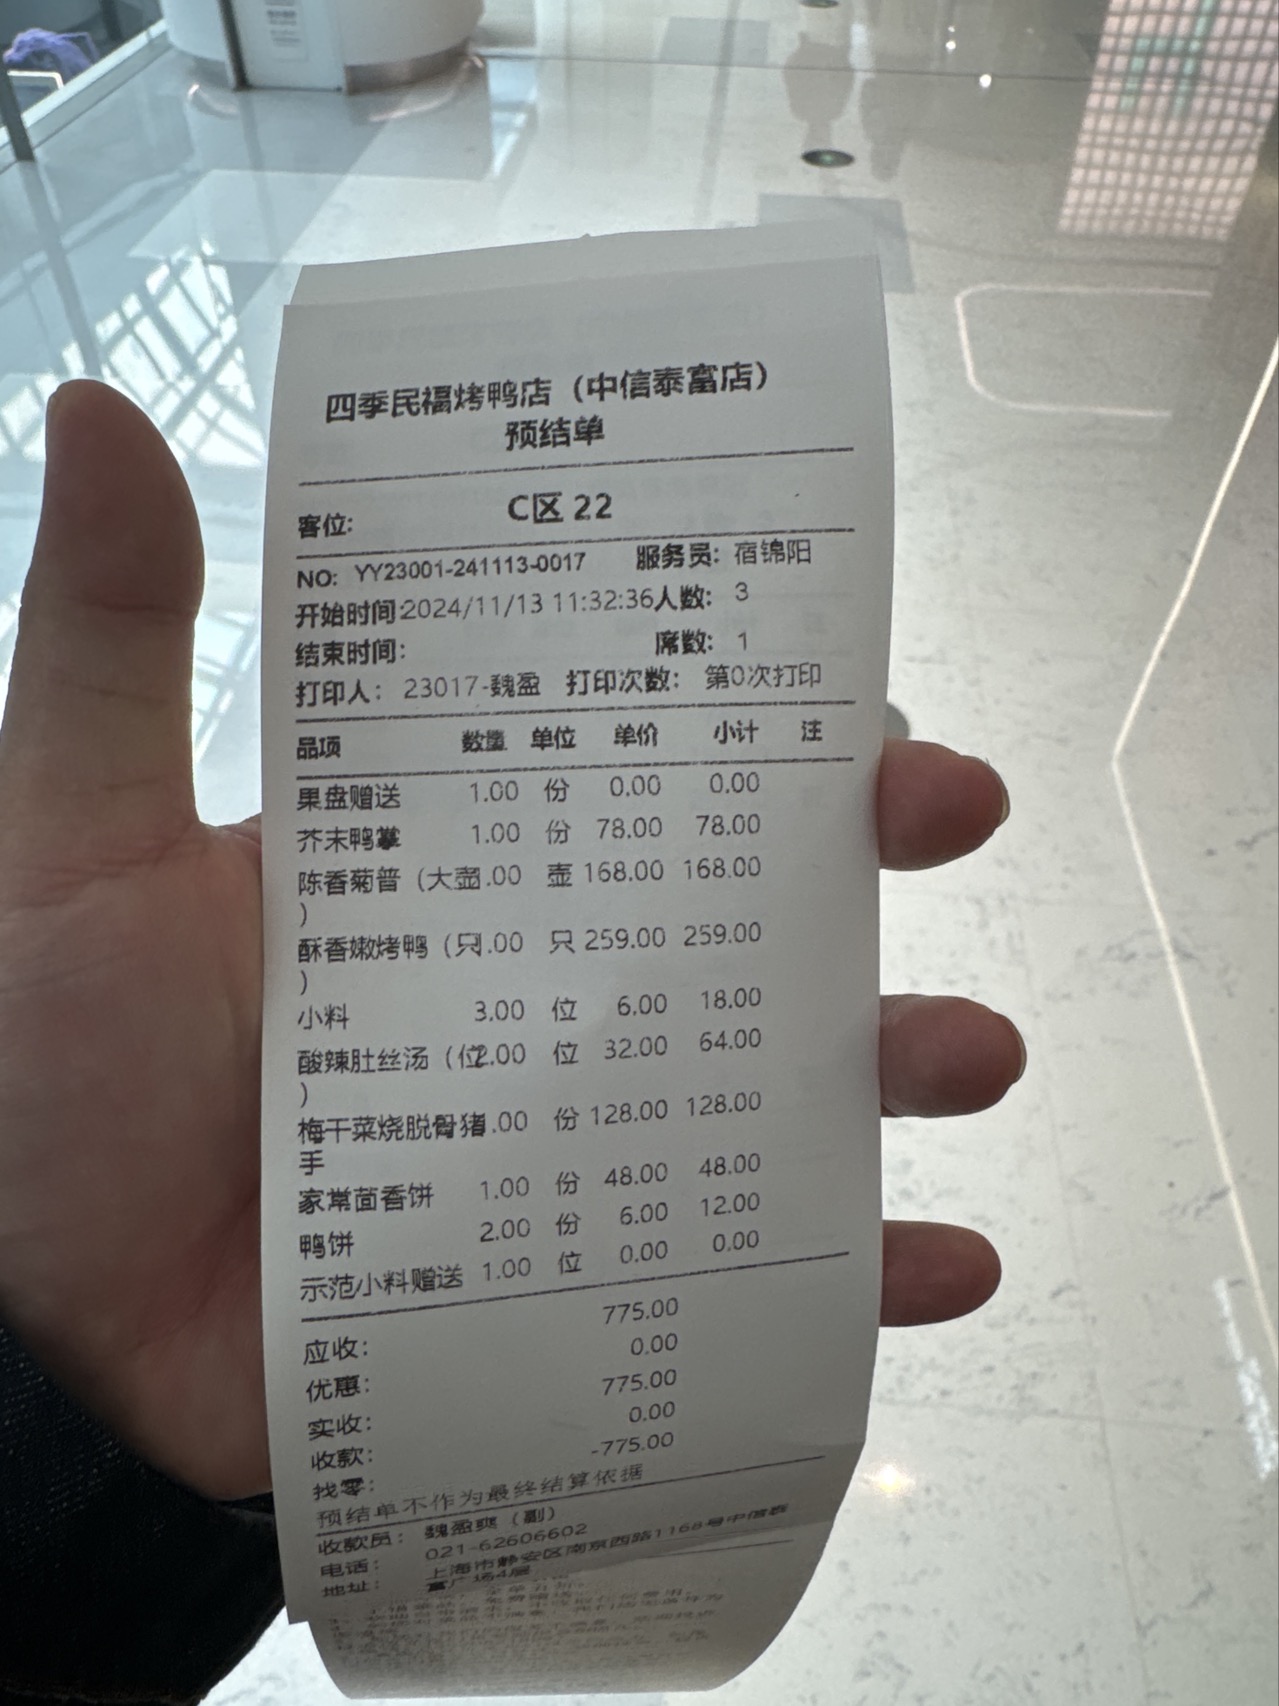 四季民福烤鸭店（中信泰富店）
预结单
客位: C区 22
NO: YY23001-241113-0017 服务员: 宿锦阳
开始时间:2024/11/13 11:32:36人数: 3
结束时间: 席数: 1
打印人: 23017-魏盈 打印次数: 第0次打印
品项 数量 单位 单价 小计 注
果盘赠送 1.00 份 0.00 0.00
芥末鸭掌 1.00 份 78.00 78.00
陈香菊普（大壶.00 壶 168.00 168.00
）
酥香嫩烤鸭（只.00 只 259.00 259.00
）
小料 3.00 位 6.00 18.00
酸辣肚丝汤（位2.00 位 32.00 64.00
）
梅干菜烧脱骨猪.00 份 128.00 128.00
手
家常茴香饼 1.00 份 48.00 48.00
鸭饼 2.00 份 6.00 12.00
示范小料赠送 1.00 位 0.00 0.00
应收: 775.00
优惠: 0.00
实收: 775.00
收款: 0.00
找零: -775.00
预结单不作为最终结算依据
收款员: 魏盈爽（副）
电话: 021-62606602
地址: 上海市静安区南京西路1168号中信泰
富广场4层